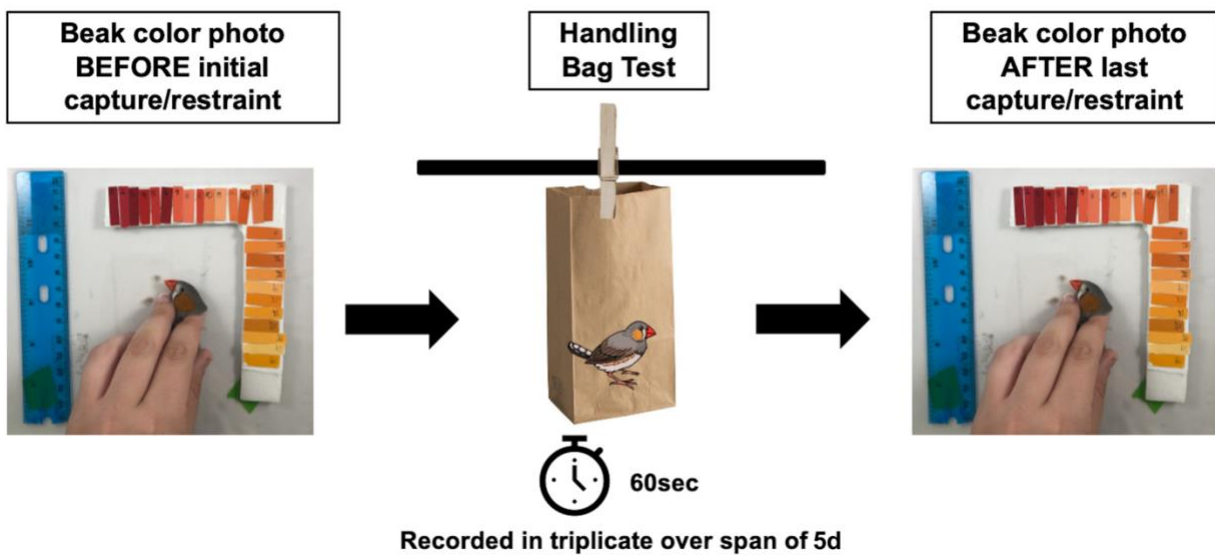 Beak color photo
BEFORE initial
capture/restraint
Handling
Bag Test
Beak color photo
AFTER last
capture/restraint
60sec
Recorded in triplicate over span of 5d